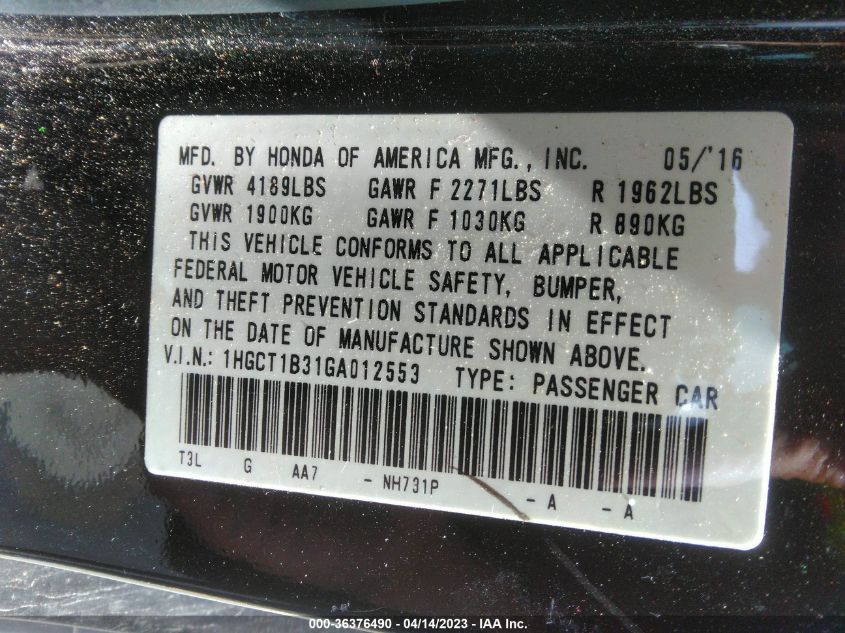 MFD. BY HONDA OF AMERICA MFG., INC. 05/'16
GVWR 4189LBS GAWR F 2271LBS R 1962LBS
GVWR 1900KG GAWR F 1030KG R 890KG
THIS VEHICLE CONFORMS TO ALL APPLICABLE
FEDERAL MOTOR VEHICLE SAFETY, BUMPER,
AND THEFT PREVENTION STANDARDS IN EFFECT
ON THE DATE OF MANUFACTURE SHOWN ABOVE.
V.I.N.: 1HGCT1B31GA012553 TYPE: PASSENGER CAR
T3L G AA7 - NH731P - A - A
000-36376490 - 04/14/2023 - IAA Inc.